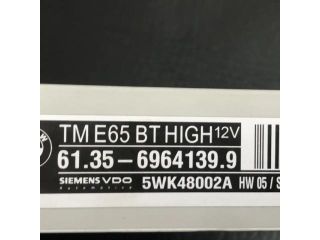 TM E65 BT HIGH 12V
61.35-6964139.9
SIEMENS VDO 5WK48002A HW 05/S
Automotive